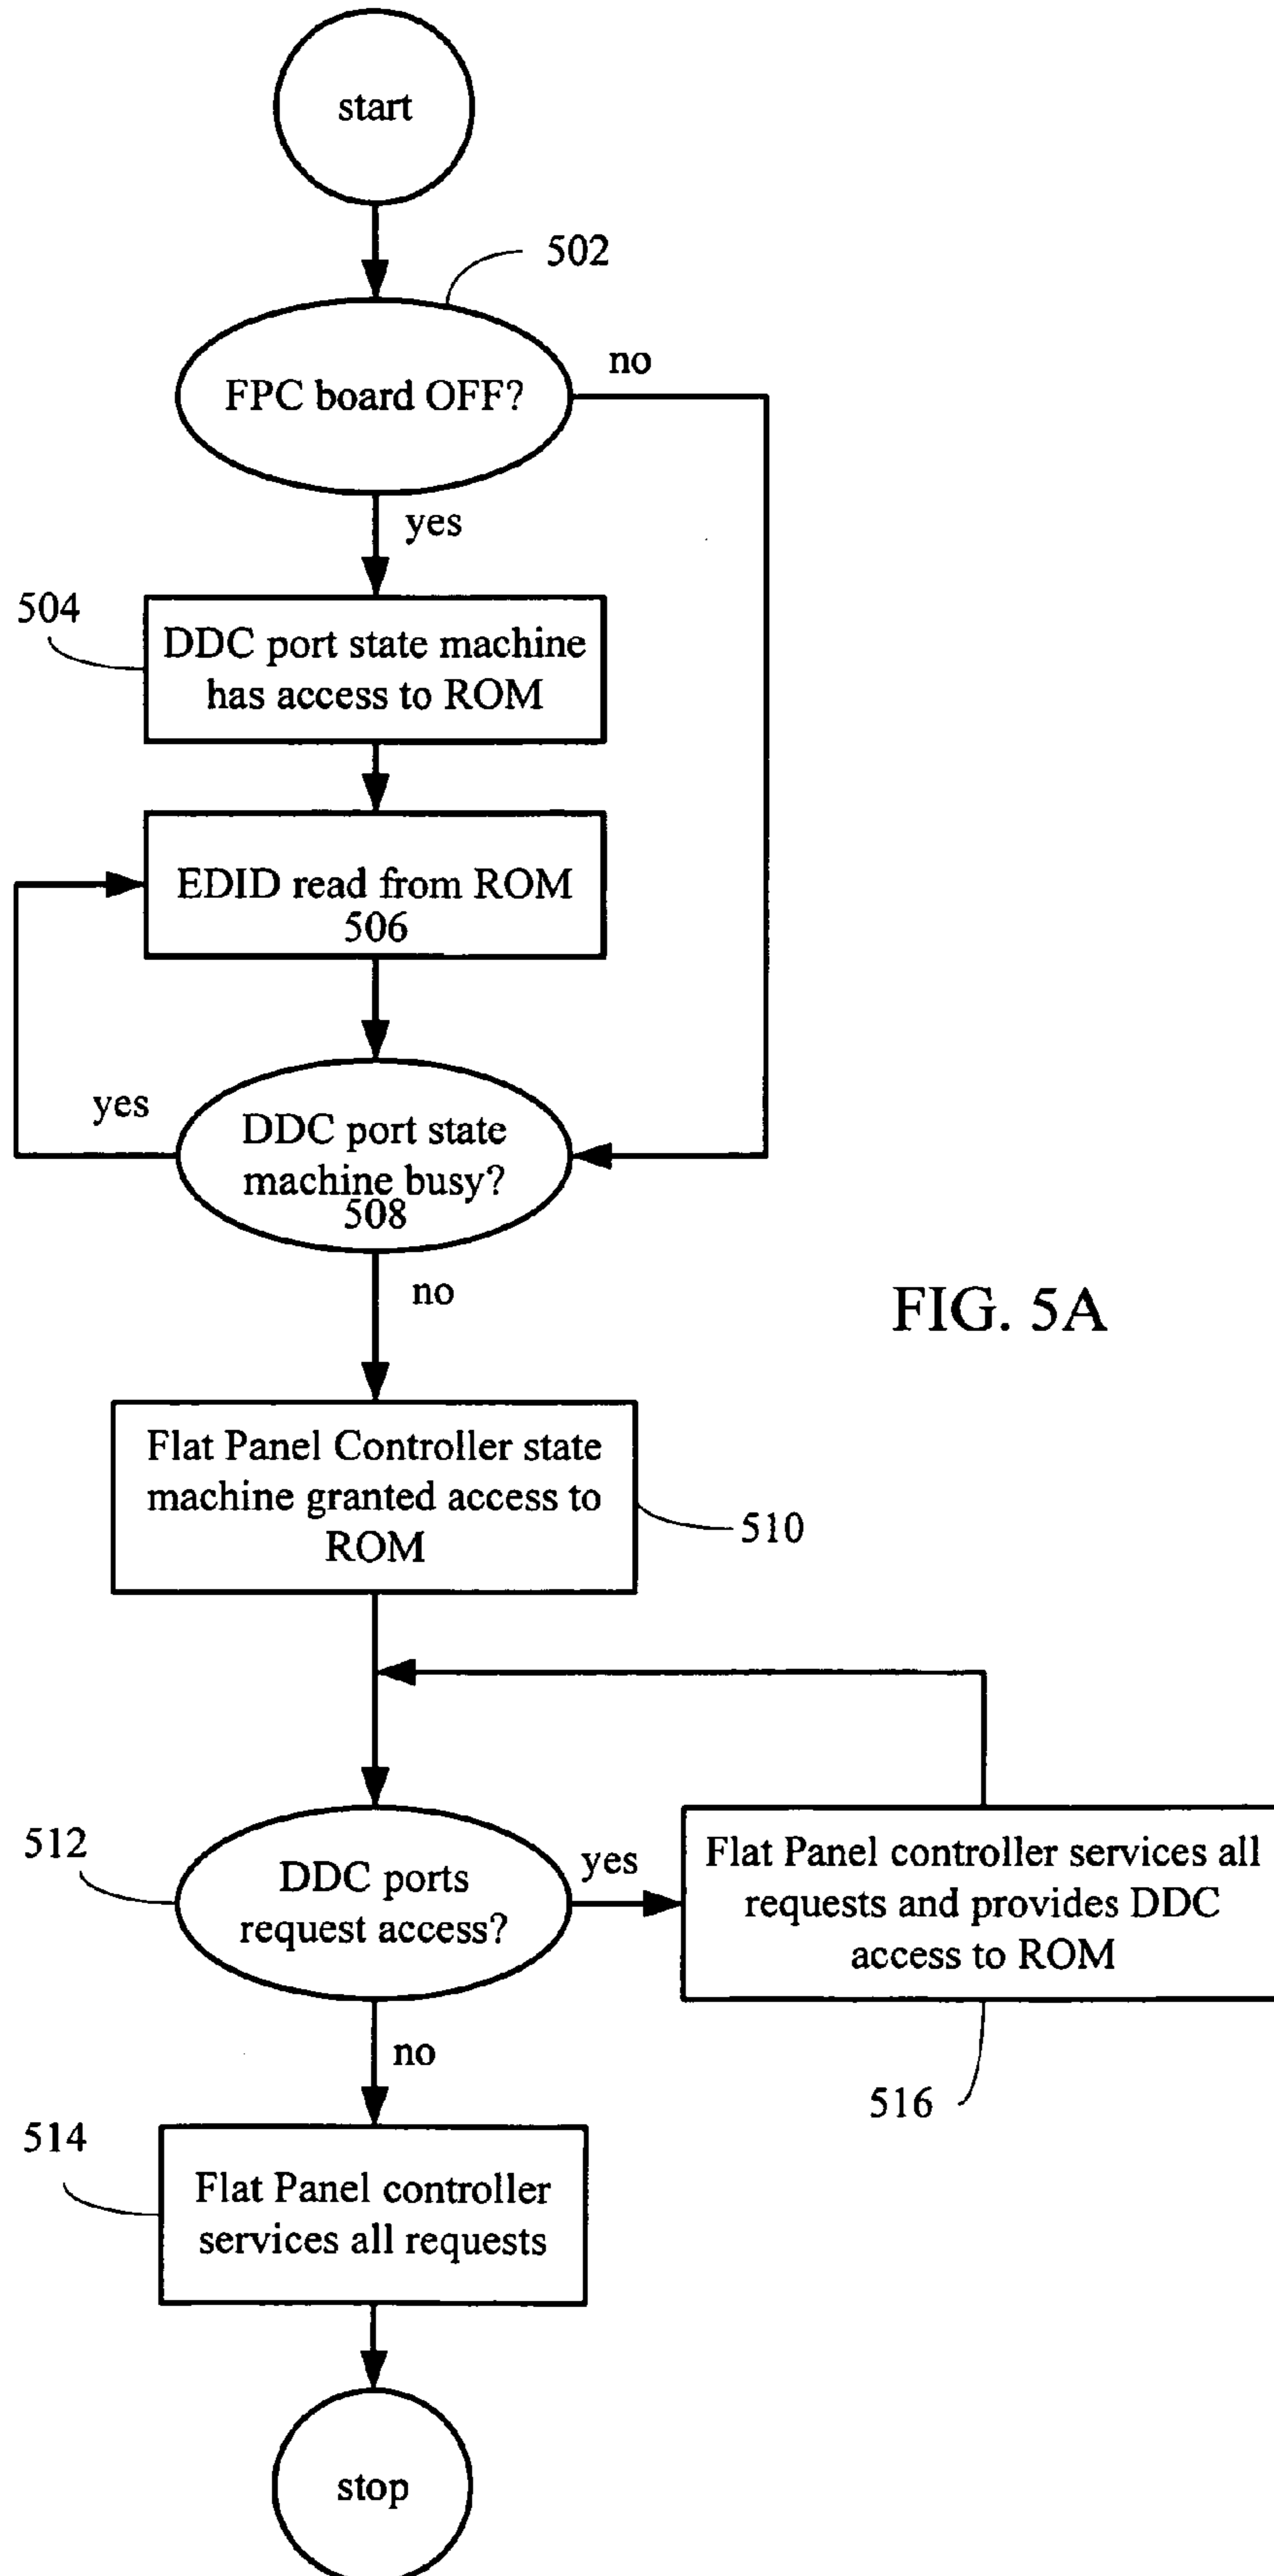 start
502
FPC board OFF?
no
yes
504
DDC port state machine
has access to ROM
EDID read from ROM
506
yes
DDC port state
machine busy?
508
no
FIG. 5A
Flat Panel Controller state
machine granted access to
ROM
510
512
DDC ports
request access?
yes
Flat Panel controller services all
requests and provides DDC
access to ROM
516
no
514
Flat Panel controller
services all requests
stop